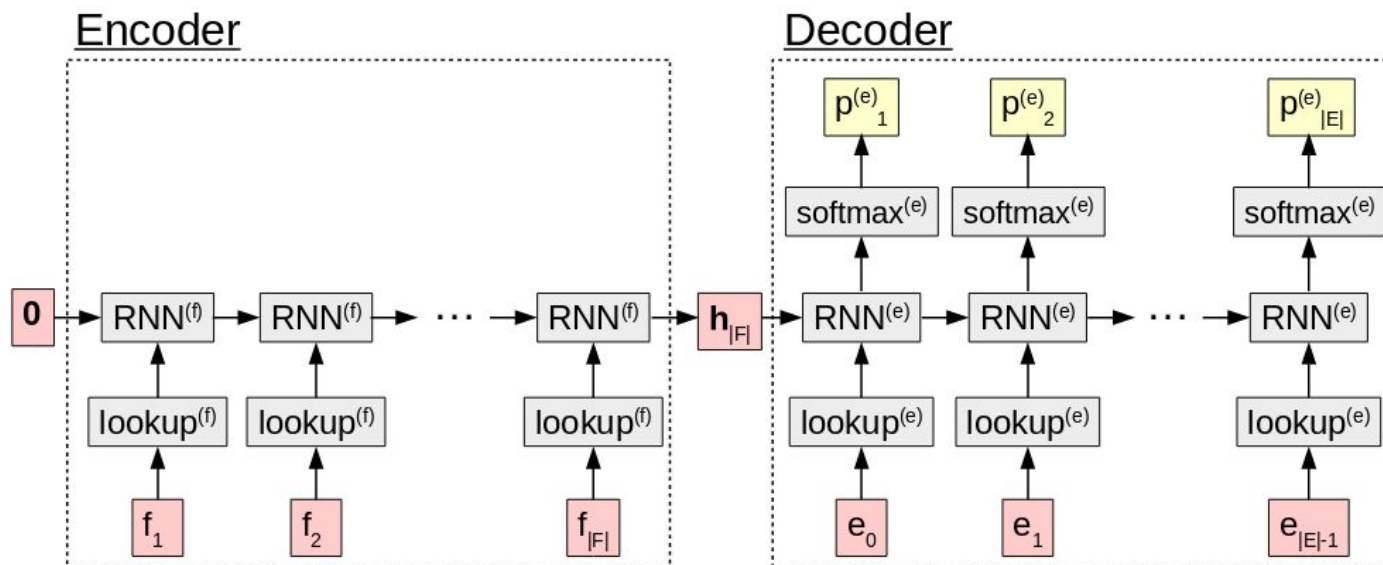 Encoder Decoder
p(e)1 p(e)2 p(e)|E|
softmax(e) softmax(e) softmax(e)
0 RNN(f) RNN(f) ··· RNN(f) h|F| RNN(e) RNN(e) ··· RNN(e)
lookup(f) lookup(f) lookup(f) lookup(e) lookup(e) lookup(e)
f1 f2 f|F| e0 e1 e|E|-1